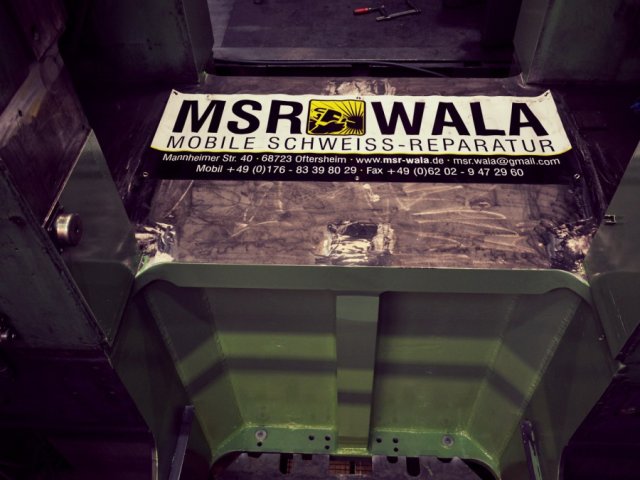 MSR WALA
MOBILE SCHWEISS-REPARATUR
Mannheimer Str. 40 · 68723 Oftersheim · www.msr-wala.de · msr.wala@gmail.com
Mobil +49 (0)176 - 83 39 80 29 · Fax +49 (0)62 02 - 9 47 29 60